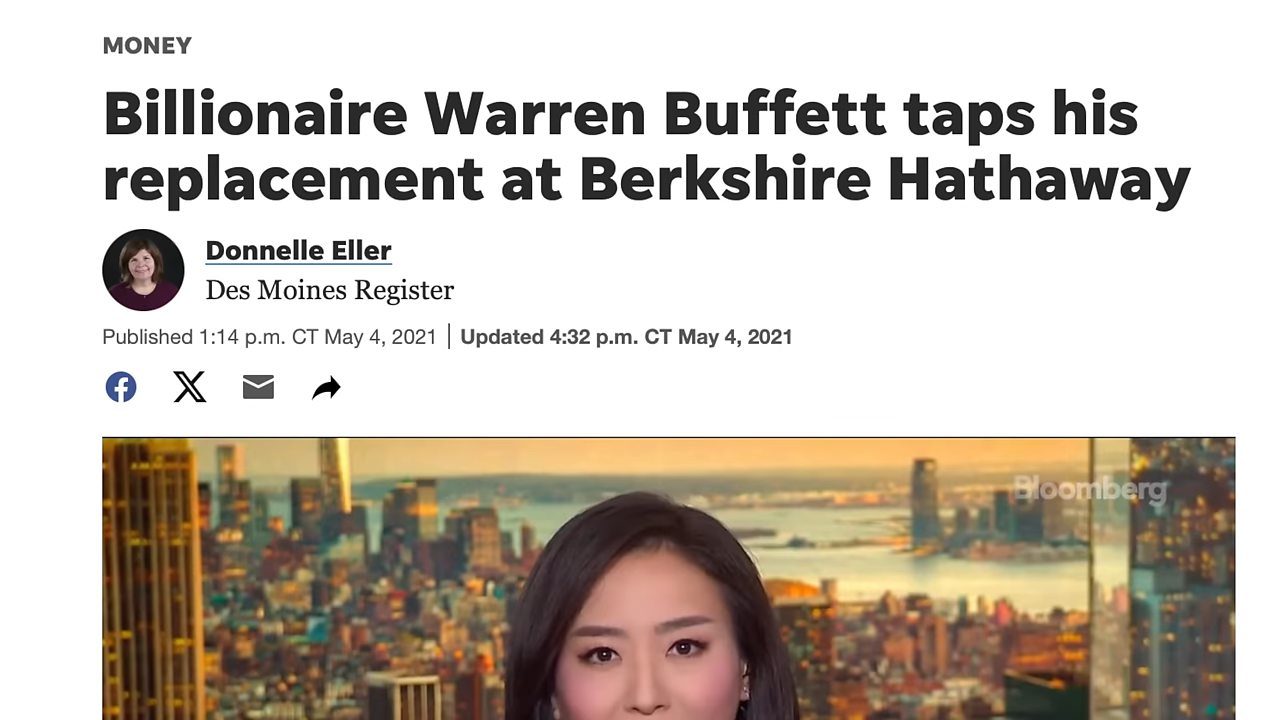 MONEY
Billionaire Warren Buffett taps his
replacement at Berkshire Hathaway
Donnelle Eller
Des Moines Register
Published 1:14 p.m. CT May 4, 2021 | Updated 4:32 p.m. CT May 4, 2021
Bloomberg